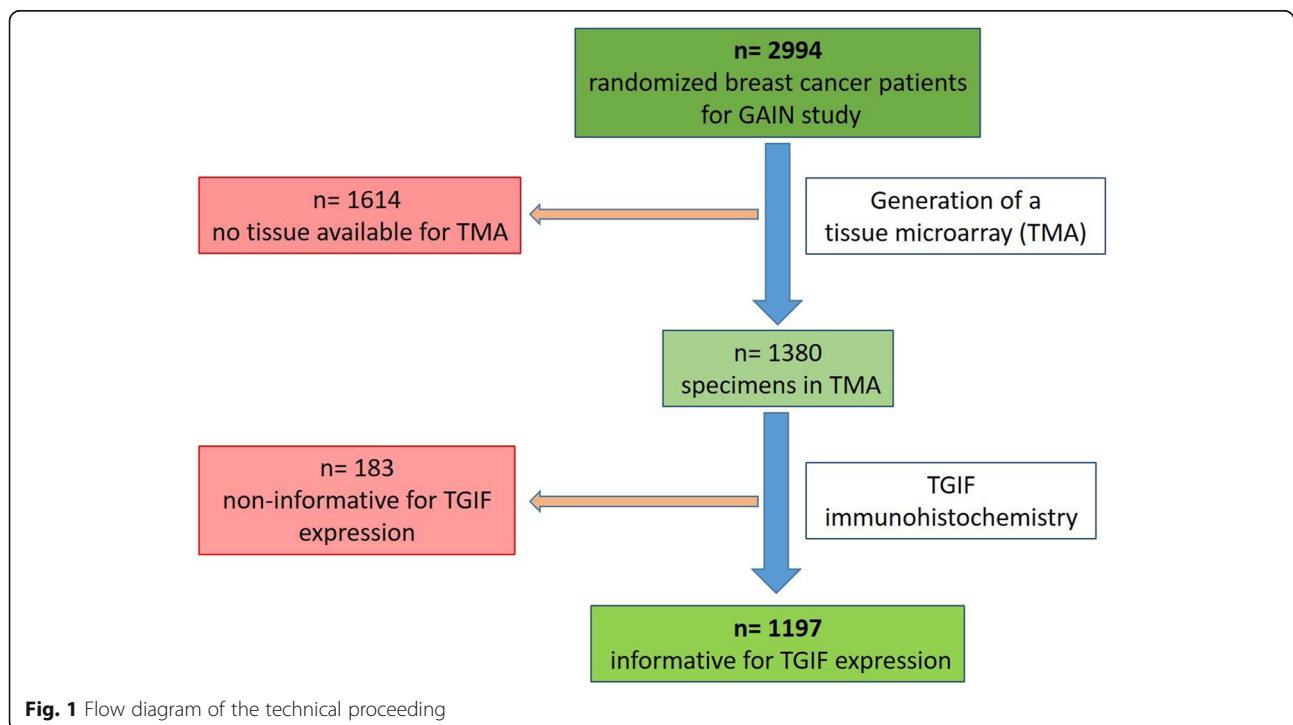 n= 2994
randomized breast cancer patients
for GAIN study
n= 1614
no tissue available for TMA
Generation of a
tissue microarray (TMA)
n= 1380
specimens in TMA
n= 183
non-informative for TGIF
expression
TGIF
immunohistochemistry
n= 1197
informative for TGIF expression
Fig. 1 Flow diagram of the technical proceeding